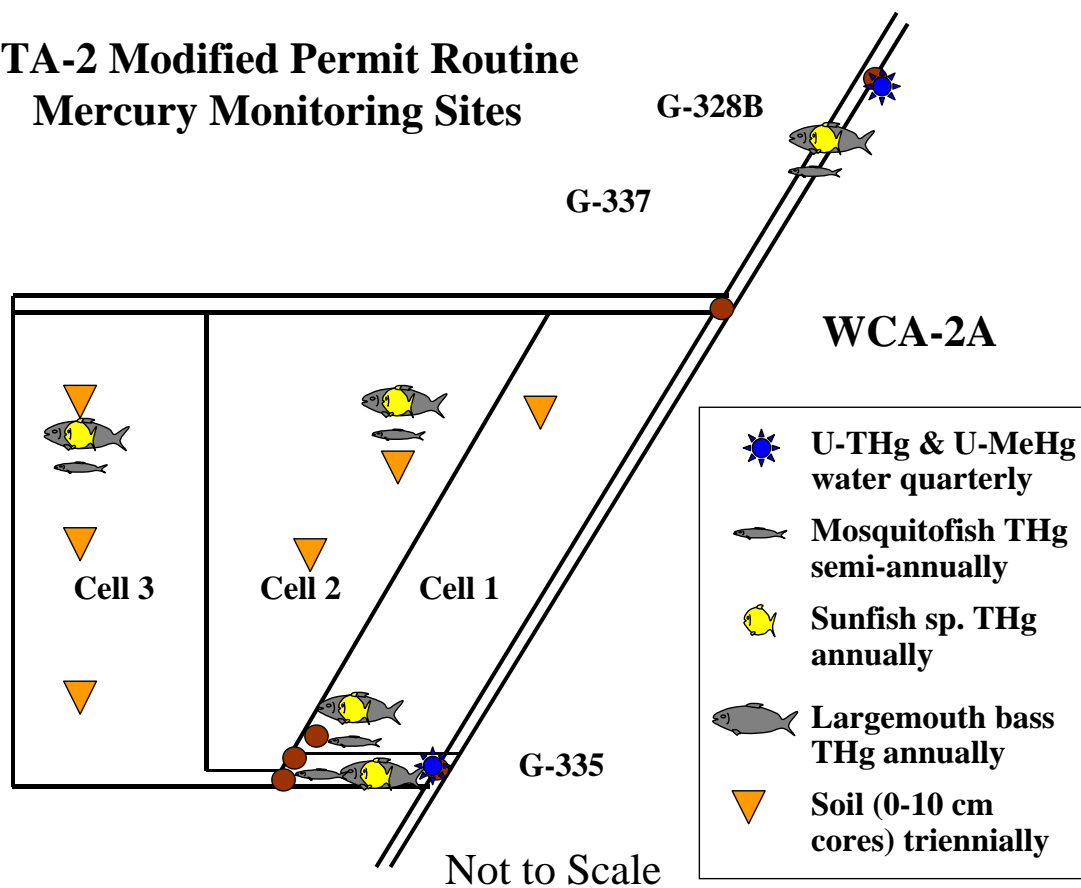 TA-2 Modified Permit Routine
Mercury Monitoring Sites
G-328B
G-337
WCA-2A
Cell 3
Cell 2
Cell 1
G-335
Not to Scale
U-THg & U-MeHg
water quarterly
Mosquitofish THg
semi-annually
Sunfish sp. THg
annually
Largemouth bass
THg annually
Soil (0-10 cm
cores) triennially